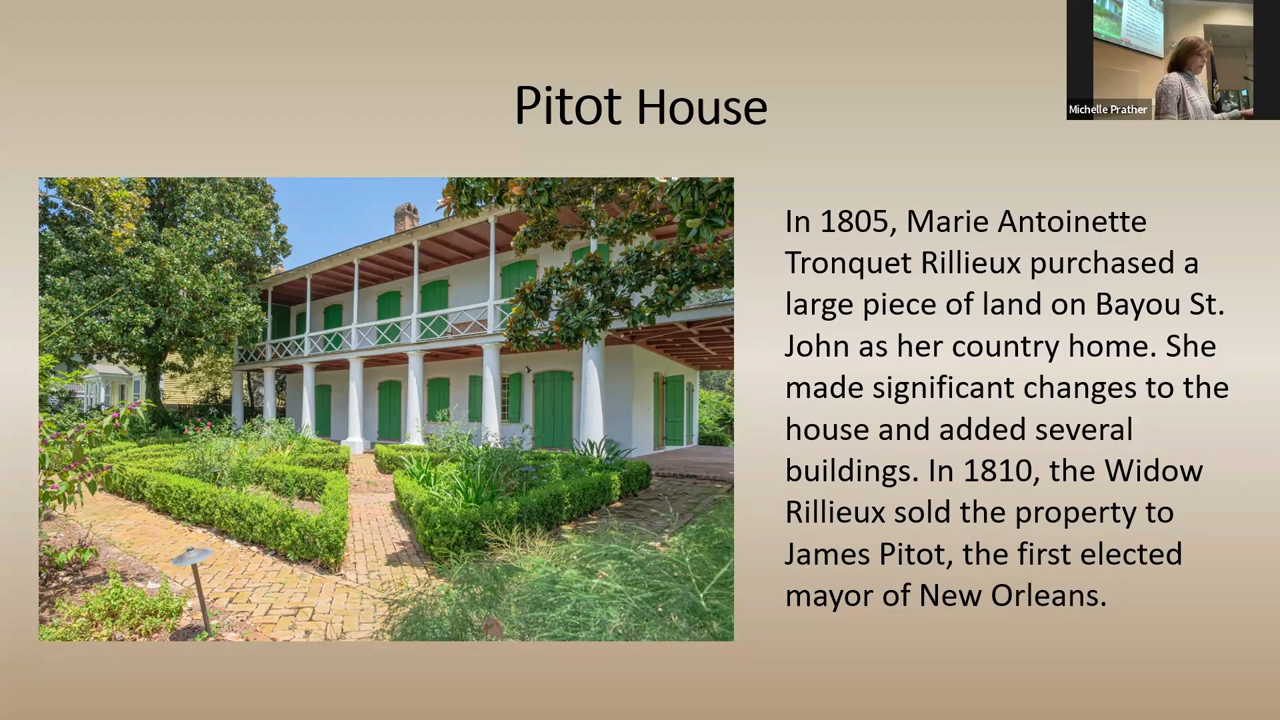 Pitot House
Michelle Prather
In 1805, Marie Antoinette
Tronquet Rillieux purchased a
large piece of land on Bayou St.
John as her country home. She
made significant changes to the
house and added several
buildings. In 1810, the Widow
Rillieux sold the property to
James Pitot, the first elected
mayor of New Orleans.